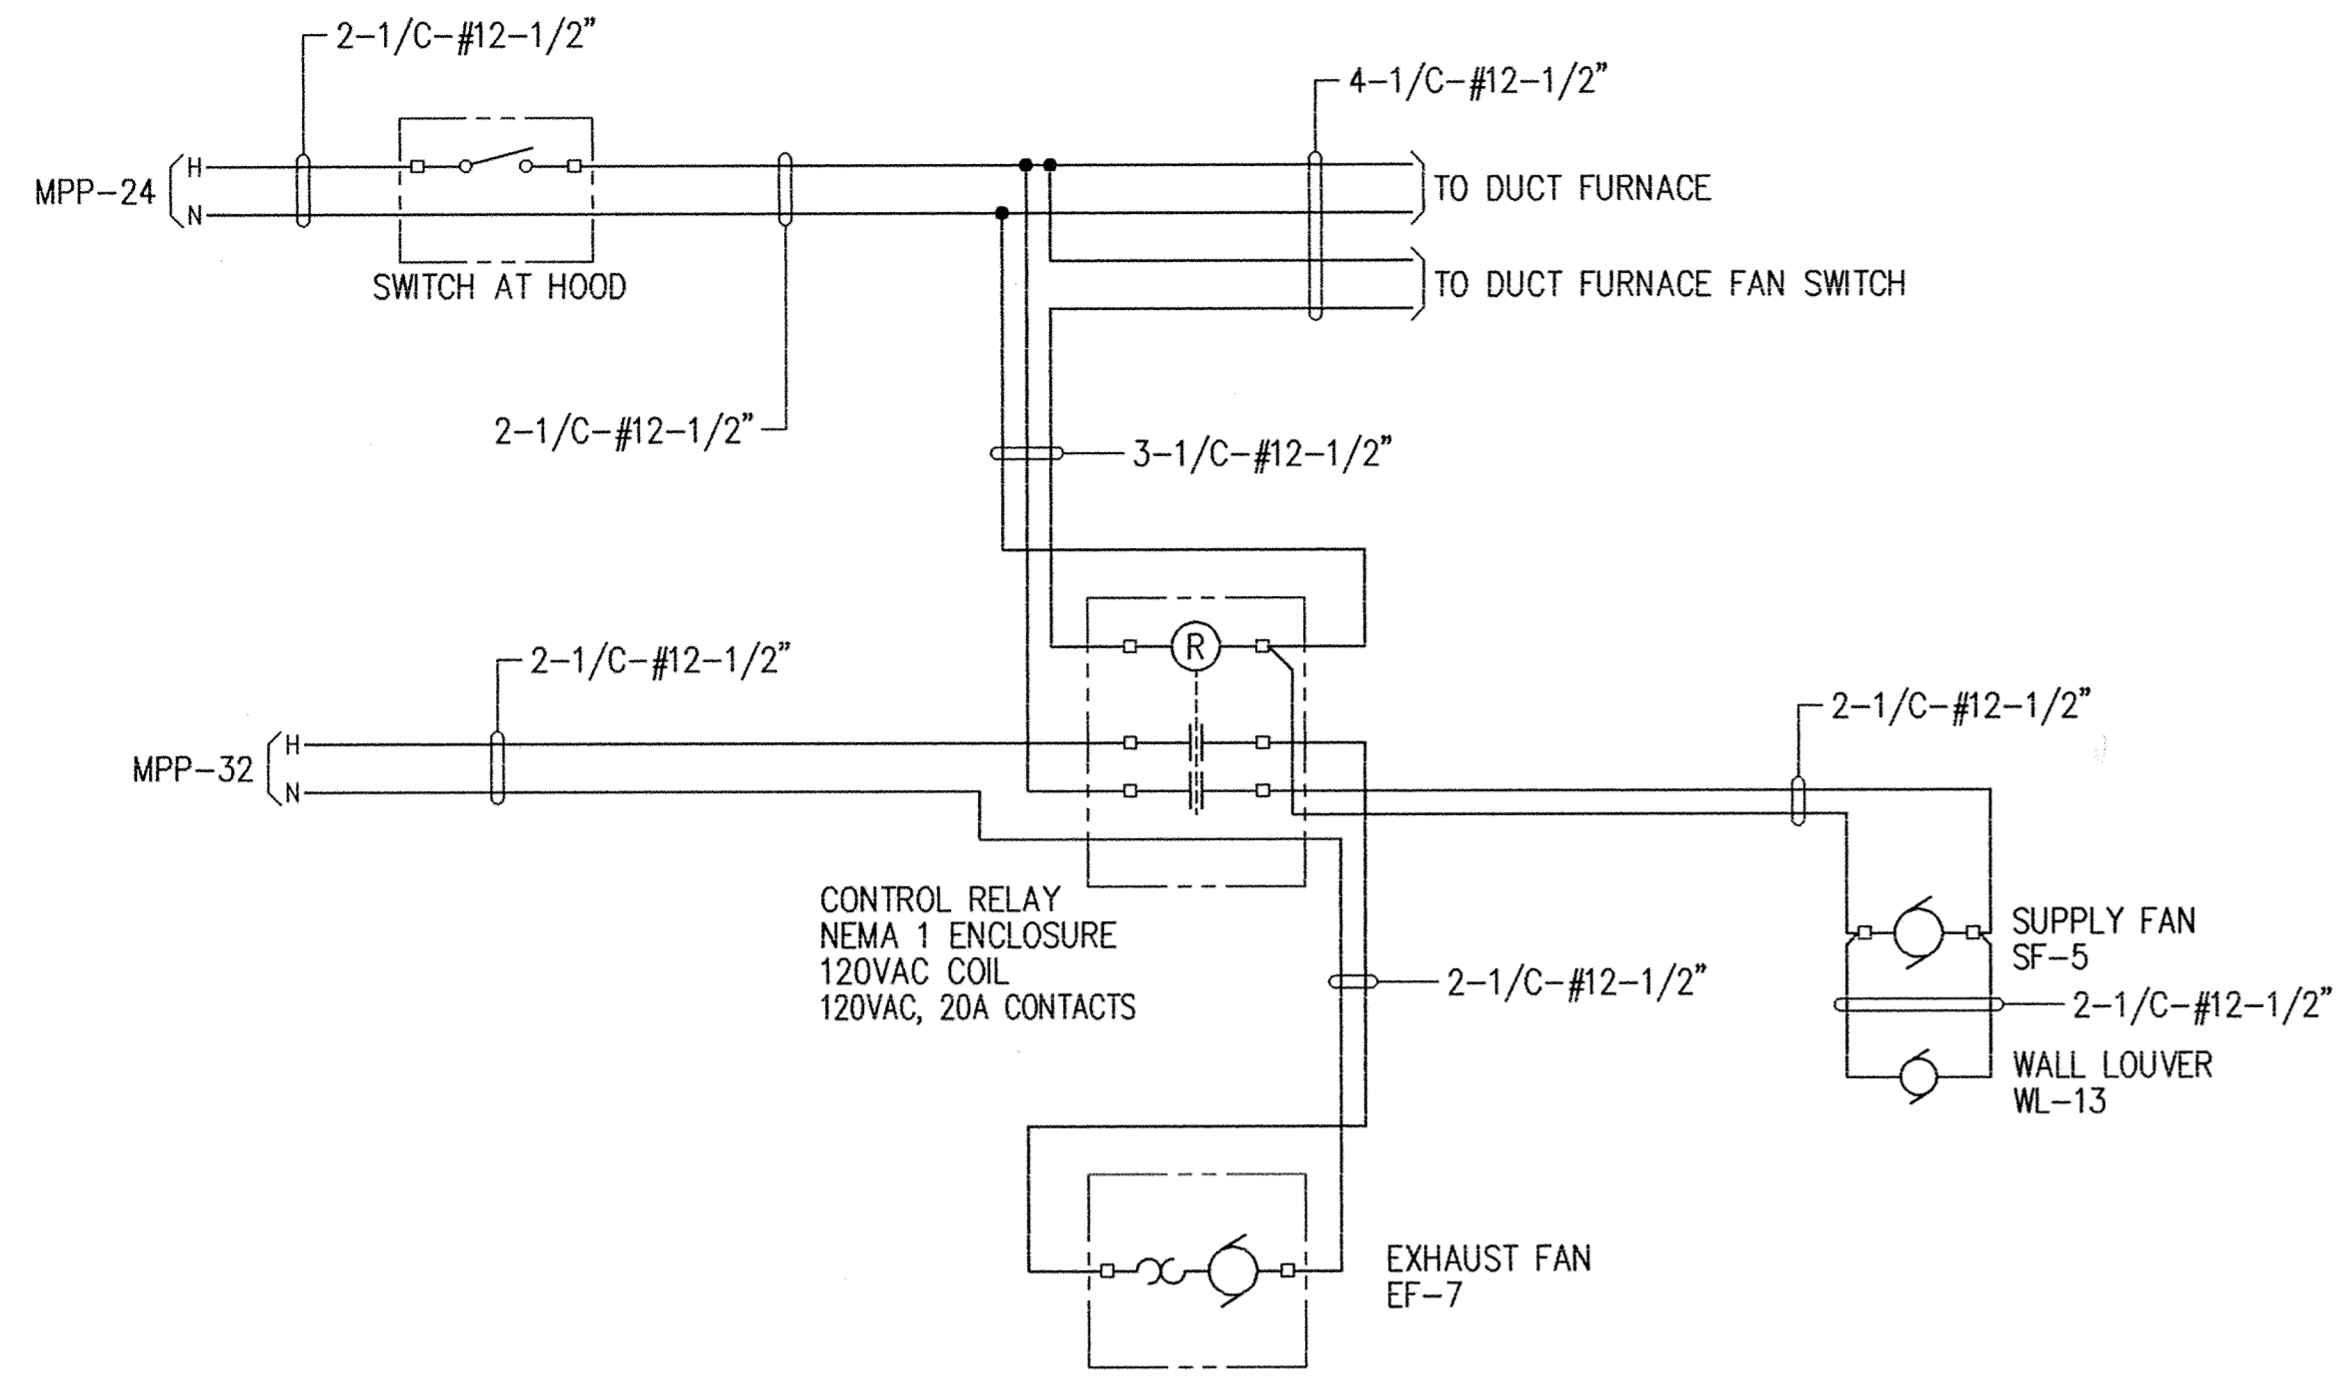 2-1/C-#12-1/2”
4-1/C-#12-1/2”
MPP-24
H
N
TO DUCT FURNACE
SWITCH AT HOOD
TO DUCT FURNACE FAN SWITCH
2-1/C-#12-1/2”
3-1/C-#12-1/2”
R
2-1/C-#12-1/2”
2-1/C-#12-1/2”
MPP-32
H
N
CONTROL RELAY
NEMA 1 ENCLOSURE
120VAC COIL
120VAC, 20A CONTACTS
SUPPLY FAN
SF-5
2-1/C-#12-1/2”
2-1/C-#12-1/2”
WALL LOUVER
WL-13
EXHAUST FAN
EF-7